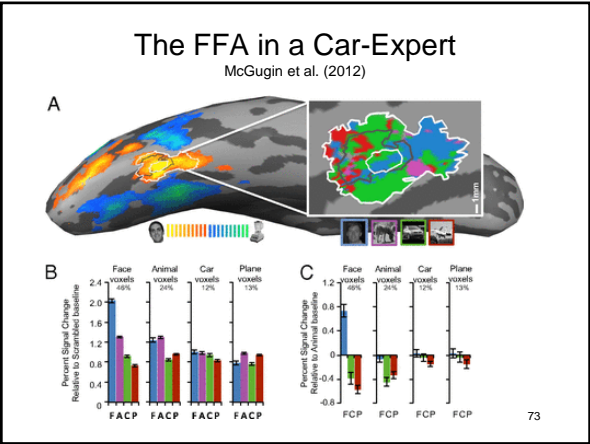 The FFA in a Car-Expert
McGugin et al. (2012)
A
1mm
B
Face voxels 46%
Animal voxels 24%
Car voxels 12%
Plane voxels 13%
Percent Signal Change
Relative to Scrambled baseline
2.4
2.0
1.6
1.2
0.8
0.4
0
F A C P
F A C P
F A C P
F A C P
C
Face voxels 46%
Animal voxels 24%
Car voxels 12%
Plane voxels 13%
Percent Signal Change
Relative to Animal baseline
1.2
0.8
0.4
0
-0.4
-0.8
F C P
F C P
F C P
F C P
73